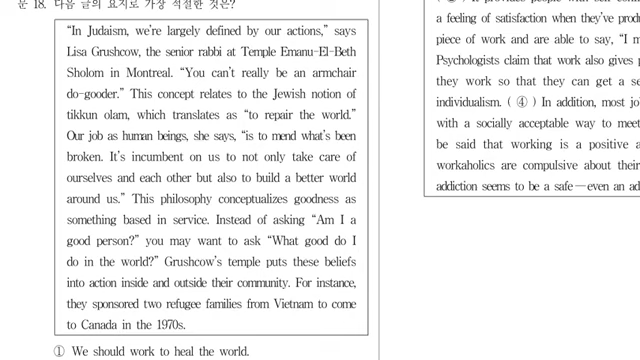 문 18. 다음 글의 요지로 가장 적절한 것은?
“In Judaism, we’re largely defined by our actions,” says
Lisa Grushcow, the senior rabbi at Temple Emanu-El-Beth
Sholom in Montreal. “You can’t really be an armchair
do-gooder.” This concept relates to the Jewish notion of
tikkun olam, which translates as “to repair the world.”
Our job as human beings, she says, “is to mend what’s been
broken. It’s incumbent on us to not only take care of
ourselves and each other but also to build a better world
around us.” This philosophy conceptualizes goodness as
something based in service. Instead of asking “Am I a
good person?” you may want to ask “What good do I
do in the world?” Grushcow’s temple puts these beliefs
into action inside and outside their community. For instance,
they sponsored two refugee families from Vietnam to come
to Canada in the 1970s.
① We should work to heal the world.
a feeling of satisfaction when they’ve
piece of work and are able to say, “I
Psychologists claim that work also gives
they work so that they can get a
individualism. ( ④ ) In addition, most
with a socially acceptable way to meet
be said that working is a positive
workaholics are compulsive about their
addiction seems to be a safe—even an